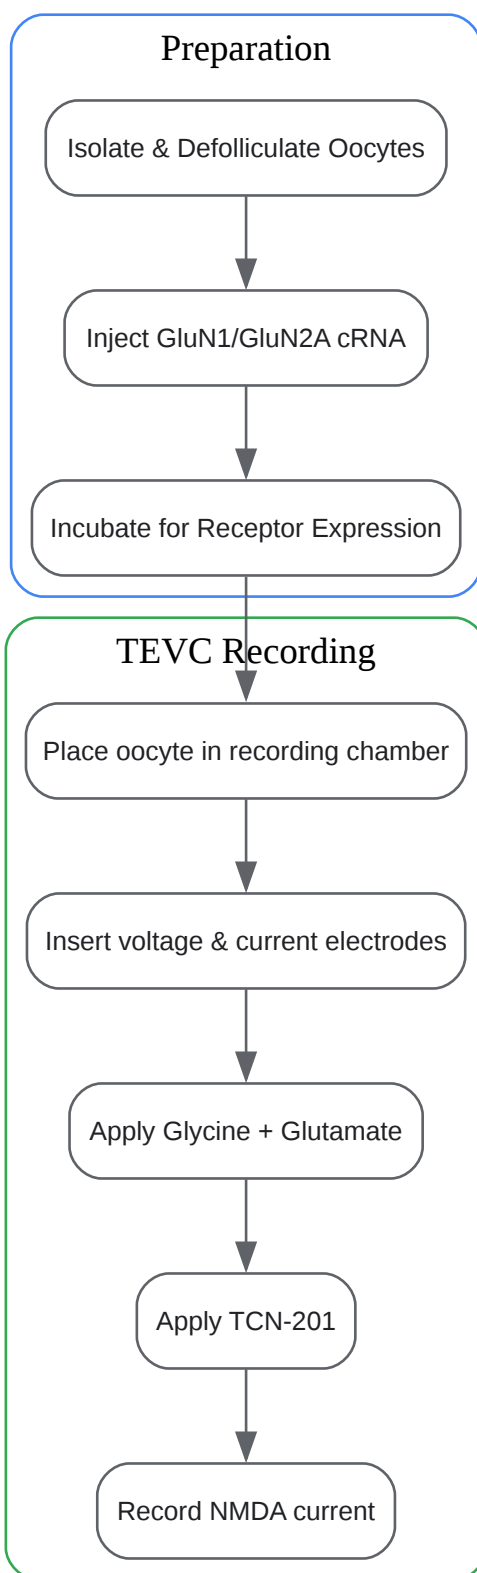 Preparation
Isolate & Defolliculate Oocytes
Inject GluN1/GluN2A cRNA
Incubate for Receptor Expression
TEVC Recording
Place oocyte in recording chamber
Insert voltage & current electrodes
Apply Glycine + Glutamate
Apply TCN-201
Record NMDA current